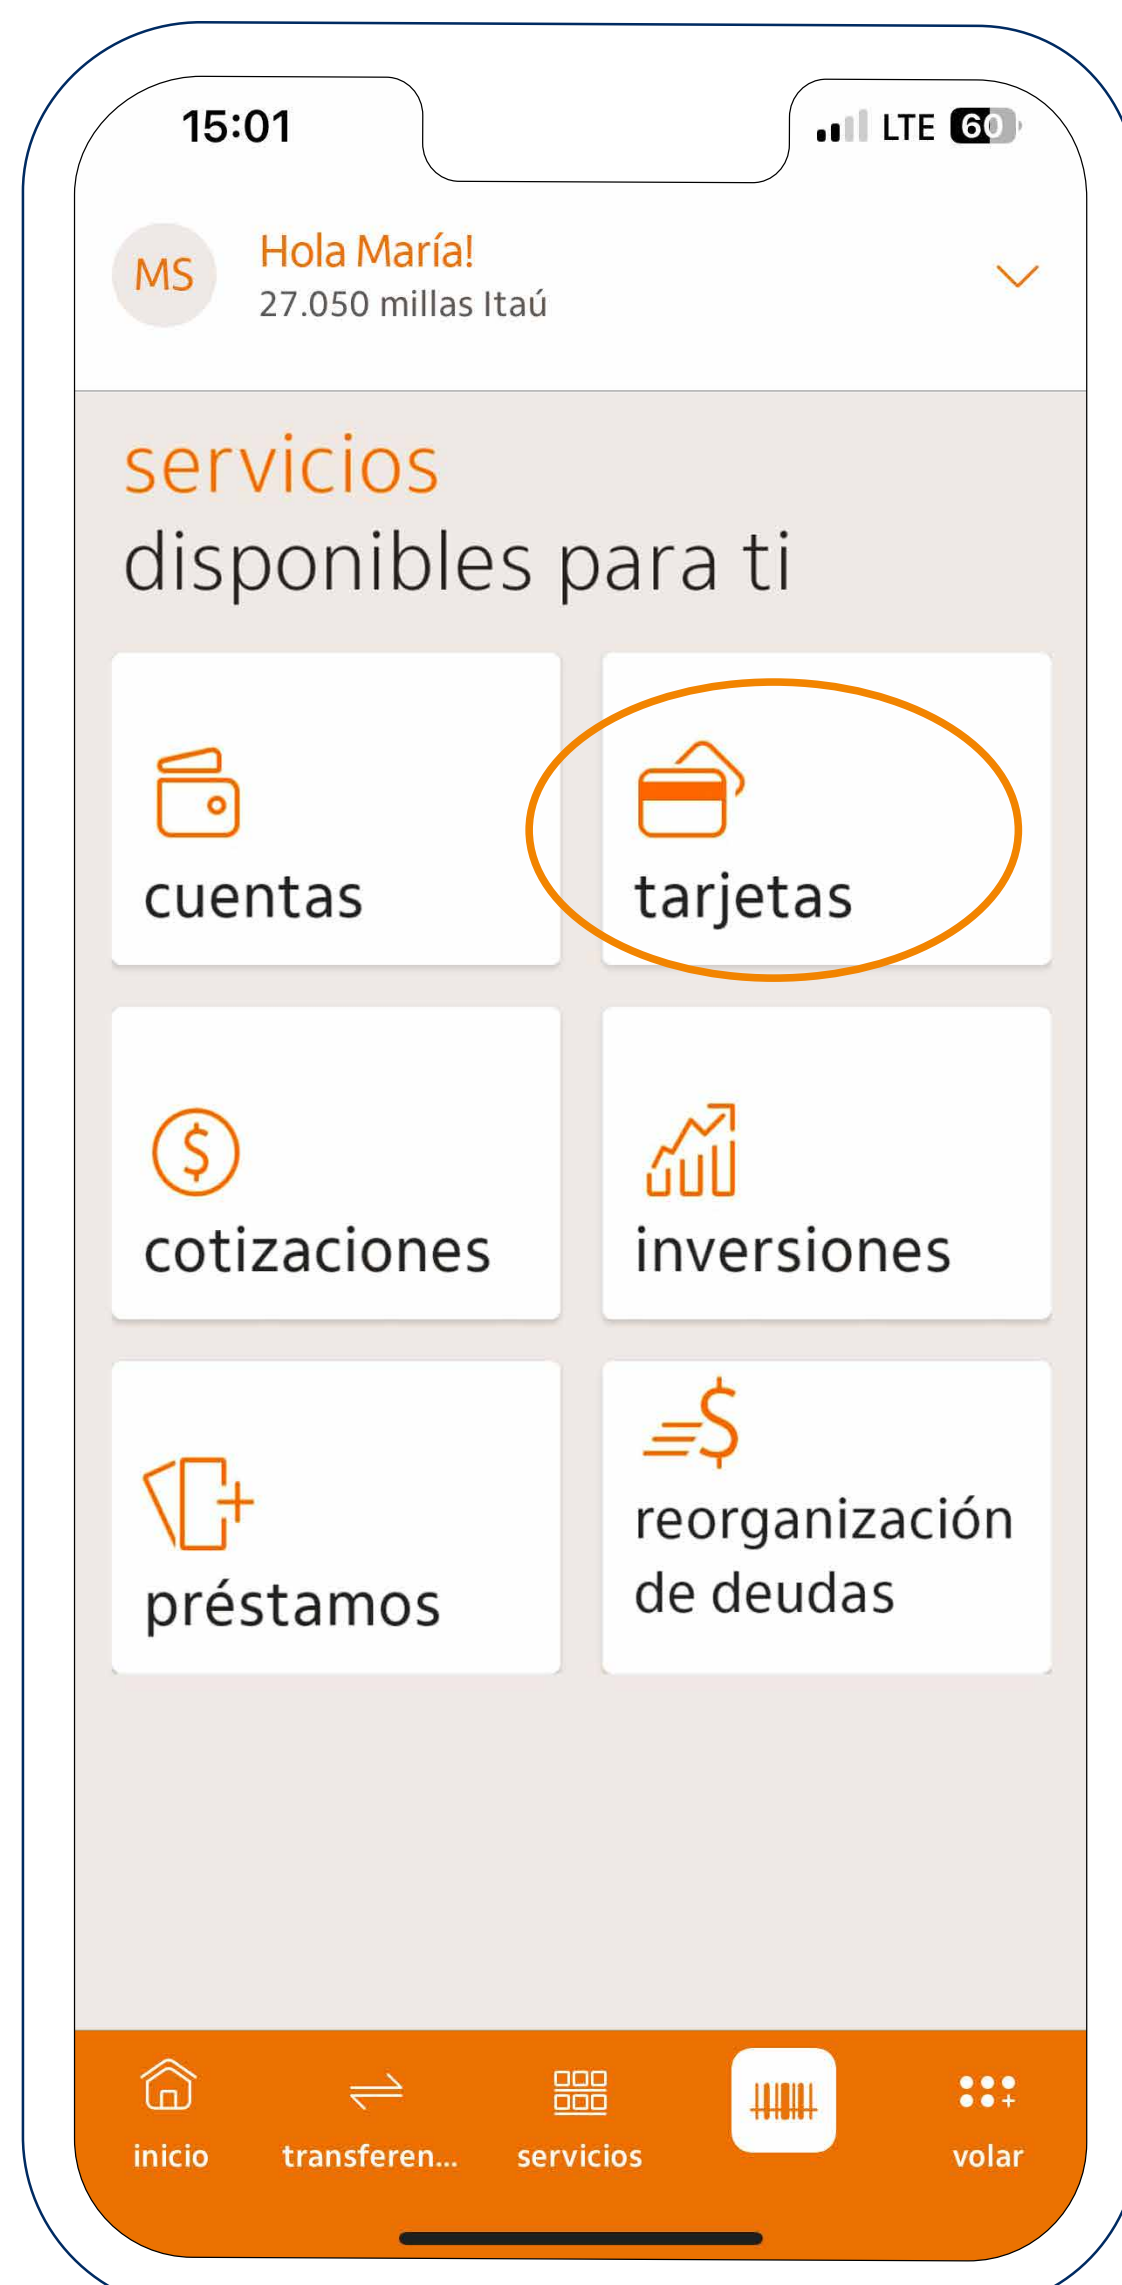 15:01
LTE 60
MS
Hola María!
27.050 millas Itaú
servicios
disponibles para ti
cuentas
tarjetas
$
cotizaciones
inversiones
préstamos
$
reorganización
de deudas
inicio
transferen...
servicios
volar